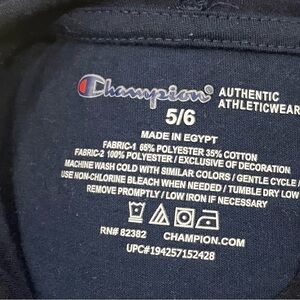 Champion AUTHENTIC
ATHLETICWEAR
5/6
MADE IN EGYPT
FABRIC-1 65% POLYESTER 35% COTTON
FABRIC-2 100% POLYESTER / EXCLUSIVE OF DECORATION
MACHINE WASH COLD WITH SIMILAR COLORS / GENTLE CYCLE /
USE NON-CHLORINE BLEACH WHEN NEEDED / TUMBLE DRY LOW
REMOVE PROMPTLY / LOW IRON IF NECESSARY
RN# 82382 CHAMPION.COM
UPC#194257152428